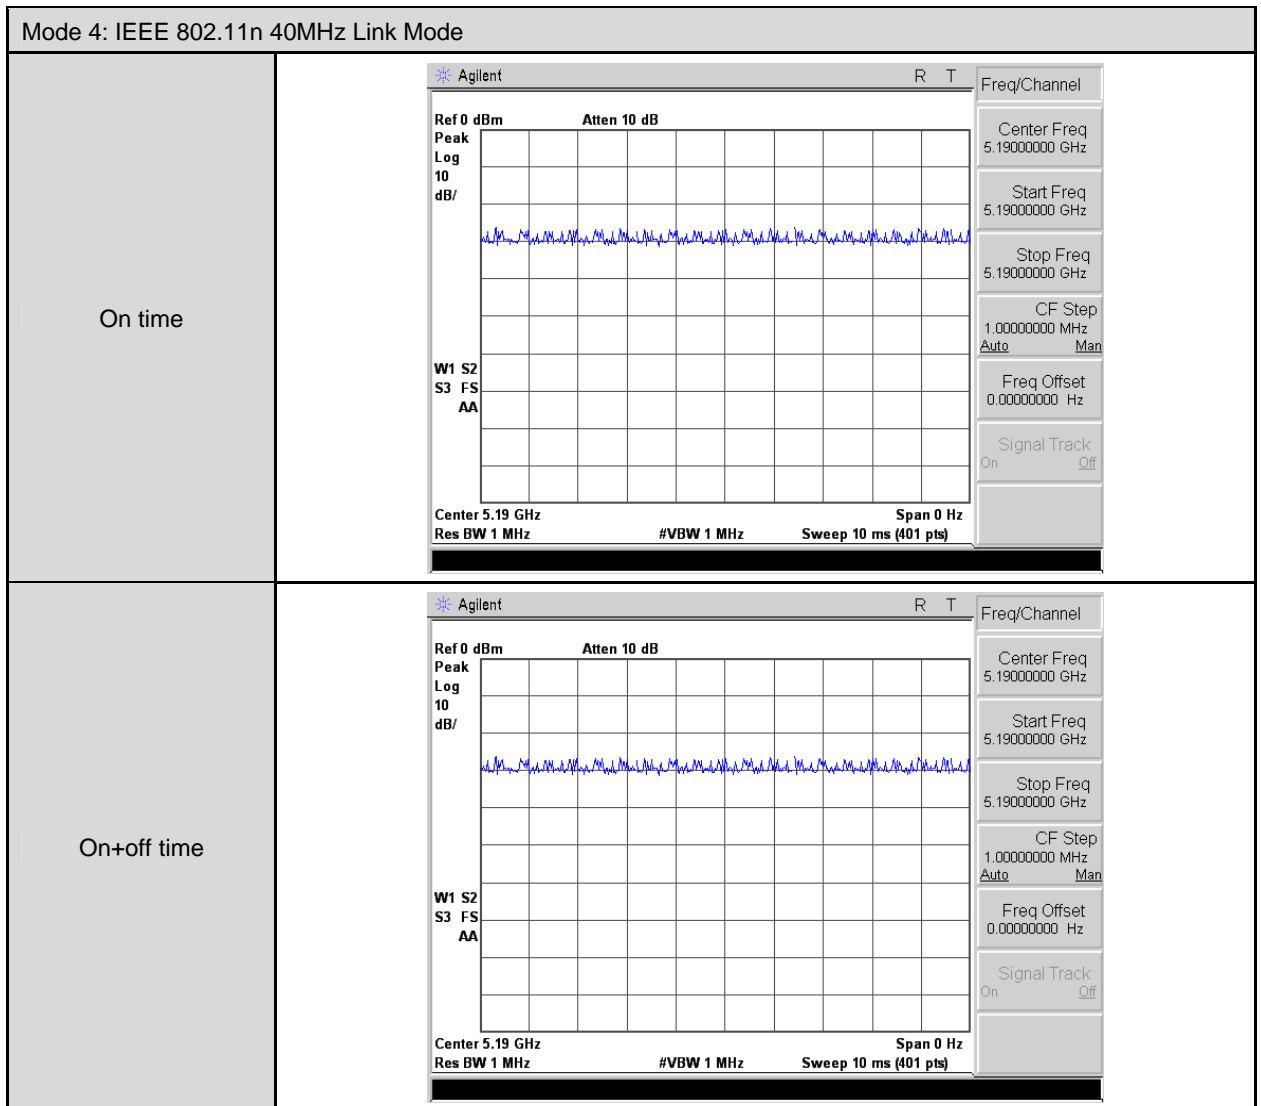 Mode 4: IEEE 802.11n 40MHz Link Mode
On time
Agilent R T
Freq/Channel
Ref 0 dBm Atten 10 dB
Peak
Log
10
dB/
W1 S2
S3 FS
AA
Center 5.19 GHz Span 0 Hz
Res BW 1 MHz #VBW 1 MHz Sweep 10 ms (401 pts)
Center Freq
5.19000000 GHz
Start Freq
5.19000000 GHz
Stop Freq
5.19000000 GHz
CF Step
1.00000000 MHz
Auto Man
Freq Offset
0.00000000 Hz
Signal Track
On Off
On+off time
Agilent R T
Freq/Channel
Ref 0 dBm Atten 10 dB
Peak
Log
10
dB/
W1 S2
S3 FS
AA
Center 5.19 GHz Span 0 Hz
Res BW 1 MHz #VBW 1 MHz Sweep 10 ms (401 pts)
Center Freq
5.19000000 GHz
Start Freq
5.19000000 GHz
Stop Freq
5.19000000 GHz
CF Step
1.00000000 MHz
Auto Man
Freq Offset
0.00000000 Hz
Signal Track
On Off